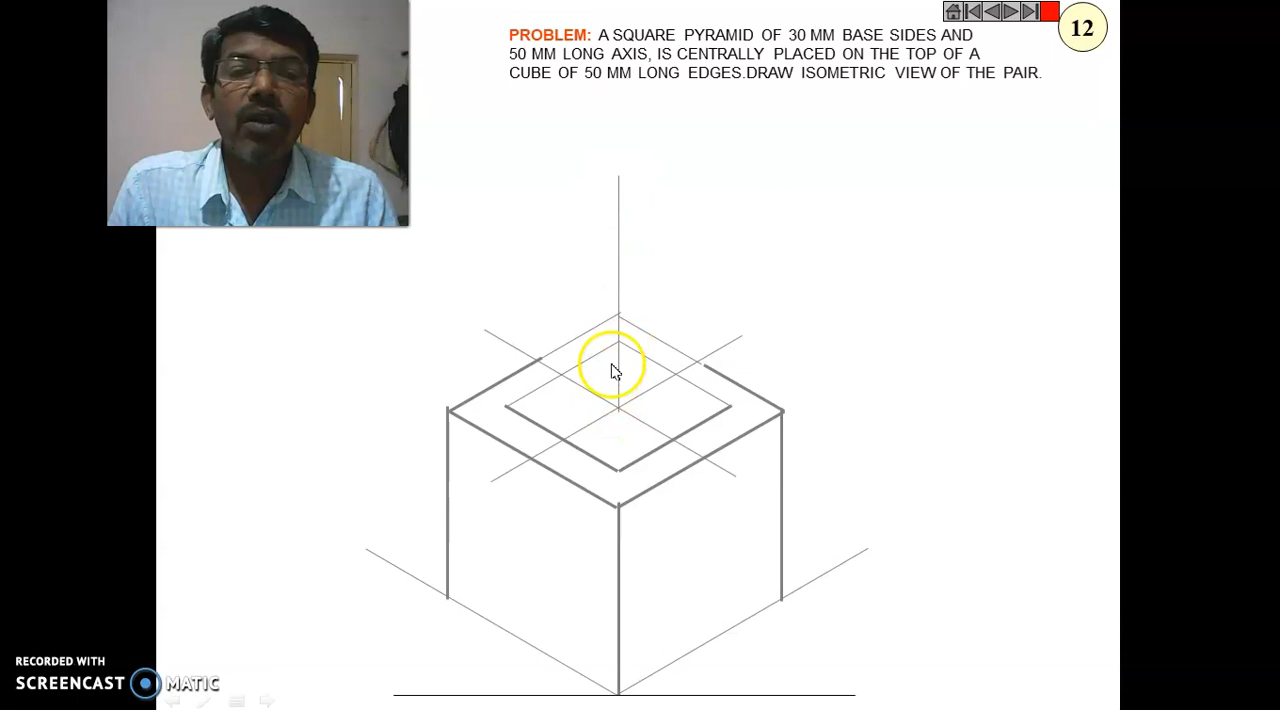 PROBLEM: A SQUARE PYRAMID OF 30 MM BASE SIDES AND
50 MM LONG AXIS, IS CENTRALLY PLACED ON THE TOP OF A
CUBE OF 50 MM LONG EDGES.DRAW ISOMETRIC VIEW OF THE PAIR.
12
RECORDED WITH
SCREENCAST MATIC